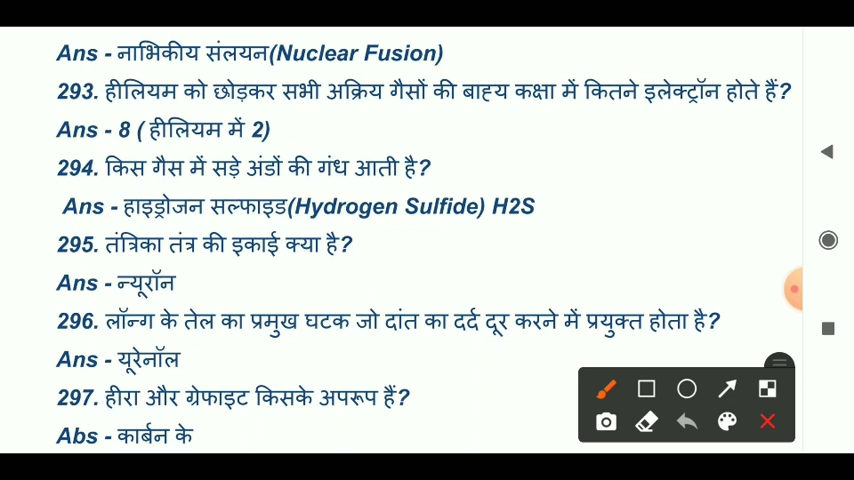 Ans - नाभिकीय संलयन(Nuclear Fusion)
293. हीलियम को छोड़कर सभी अक्रिय गैसों की बाह्य कक्षा में कितने इलेक्ट्रॉन होते हैं?
Ans - 8 ( हीलियम में 2)
294. किस गैस में सड़े अंडों की गंध आती है?
Ans - हाइड्रोजन सल्फाइड(Hydrogen Sulfide) H2S
295. तंत्रिका तंत्र की इकाई क्या है?
Ans - न्यूरॉन
296. लॉन्ग के तेल का प्रमुख घटक जो दांत का दर्द दूर करने में प्रयुक्त होता है?
Ans - यूरेनॉल
297. हीरा और ग्रेफाइट किसके अपरूप हैं?
Abs - कार्बन के